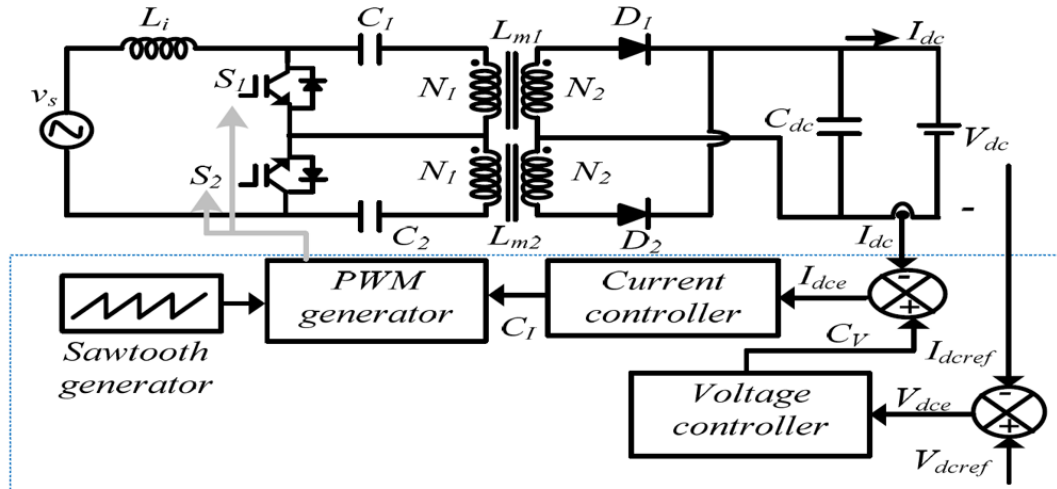 L_i
C_1
L_m1
D_1
I_dc
v_s
S_1
N_1
N_2
C_dc
V_dc
S_2
N_1
N_2
-
C_2
L_m2
D_2
I_dc
PWM
generator
Current
controller
I_dce
-
+
C_I
C_V
I_dcref
Sawtooth
generator
Voltage
controller
V_dce
-
+
V_dcref